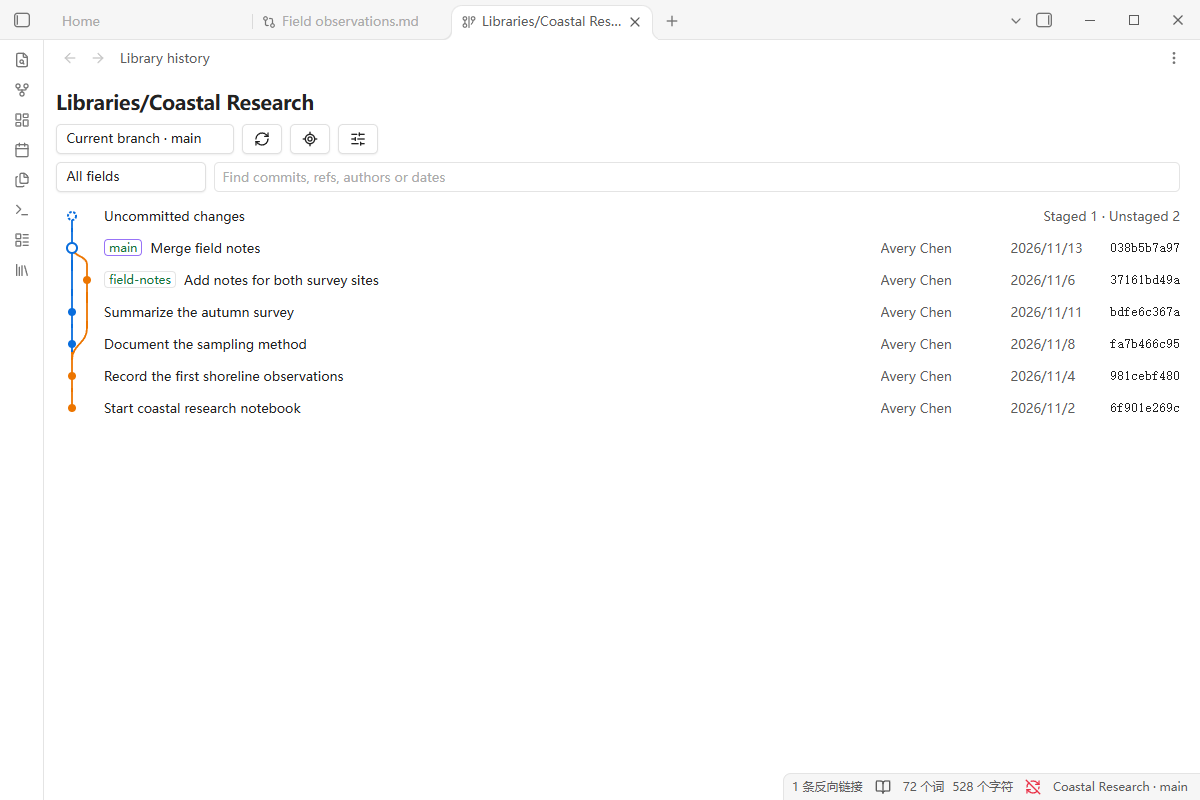 Home
Field observations.md
Libraries/Coastal Res...
Library history
Libraries/Coastal Research
Current branch · main
All fields
Find commits, refs, authors or dates
Uncommitted changes Staged 1 · Unstaged 2
main Merge field notes Avery Chen 2026/11/13 038b5b7a97
field-notes Add notes for both survey sites Avery Chen 2026/11/6 37161bd49a
Summarize the autumn survey Avery Chen 2026/11/11 bdfe6c367a
Document the sampling method Avery Chen 2026/11/8 fa7b466c95
Record the first shoreline observations Avery Chen 2026/11/4 981cebf480
Start coastal research notebook Avery Chen 2026/11/2 6f901e269c
1 条反向链接 72 个词 528 个字符 Coastal Research · main